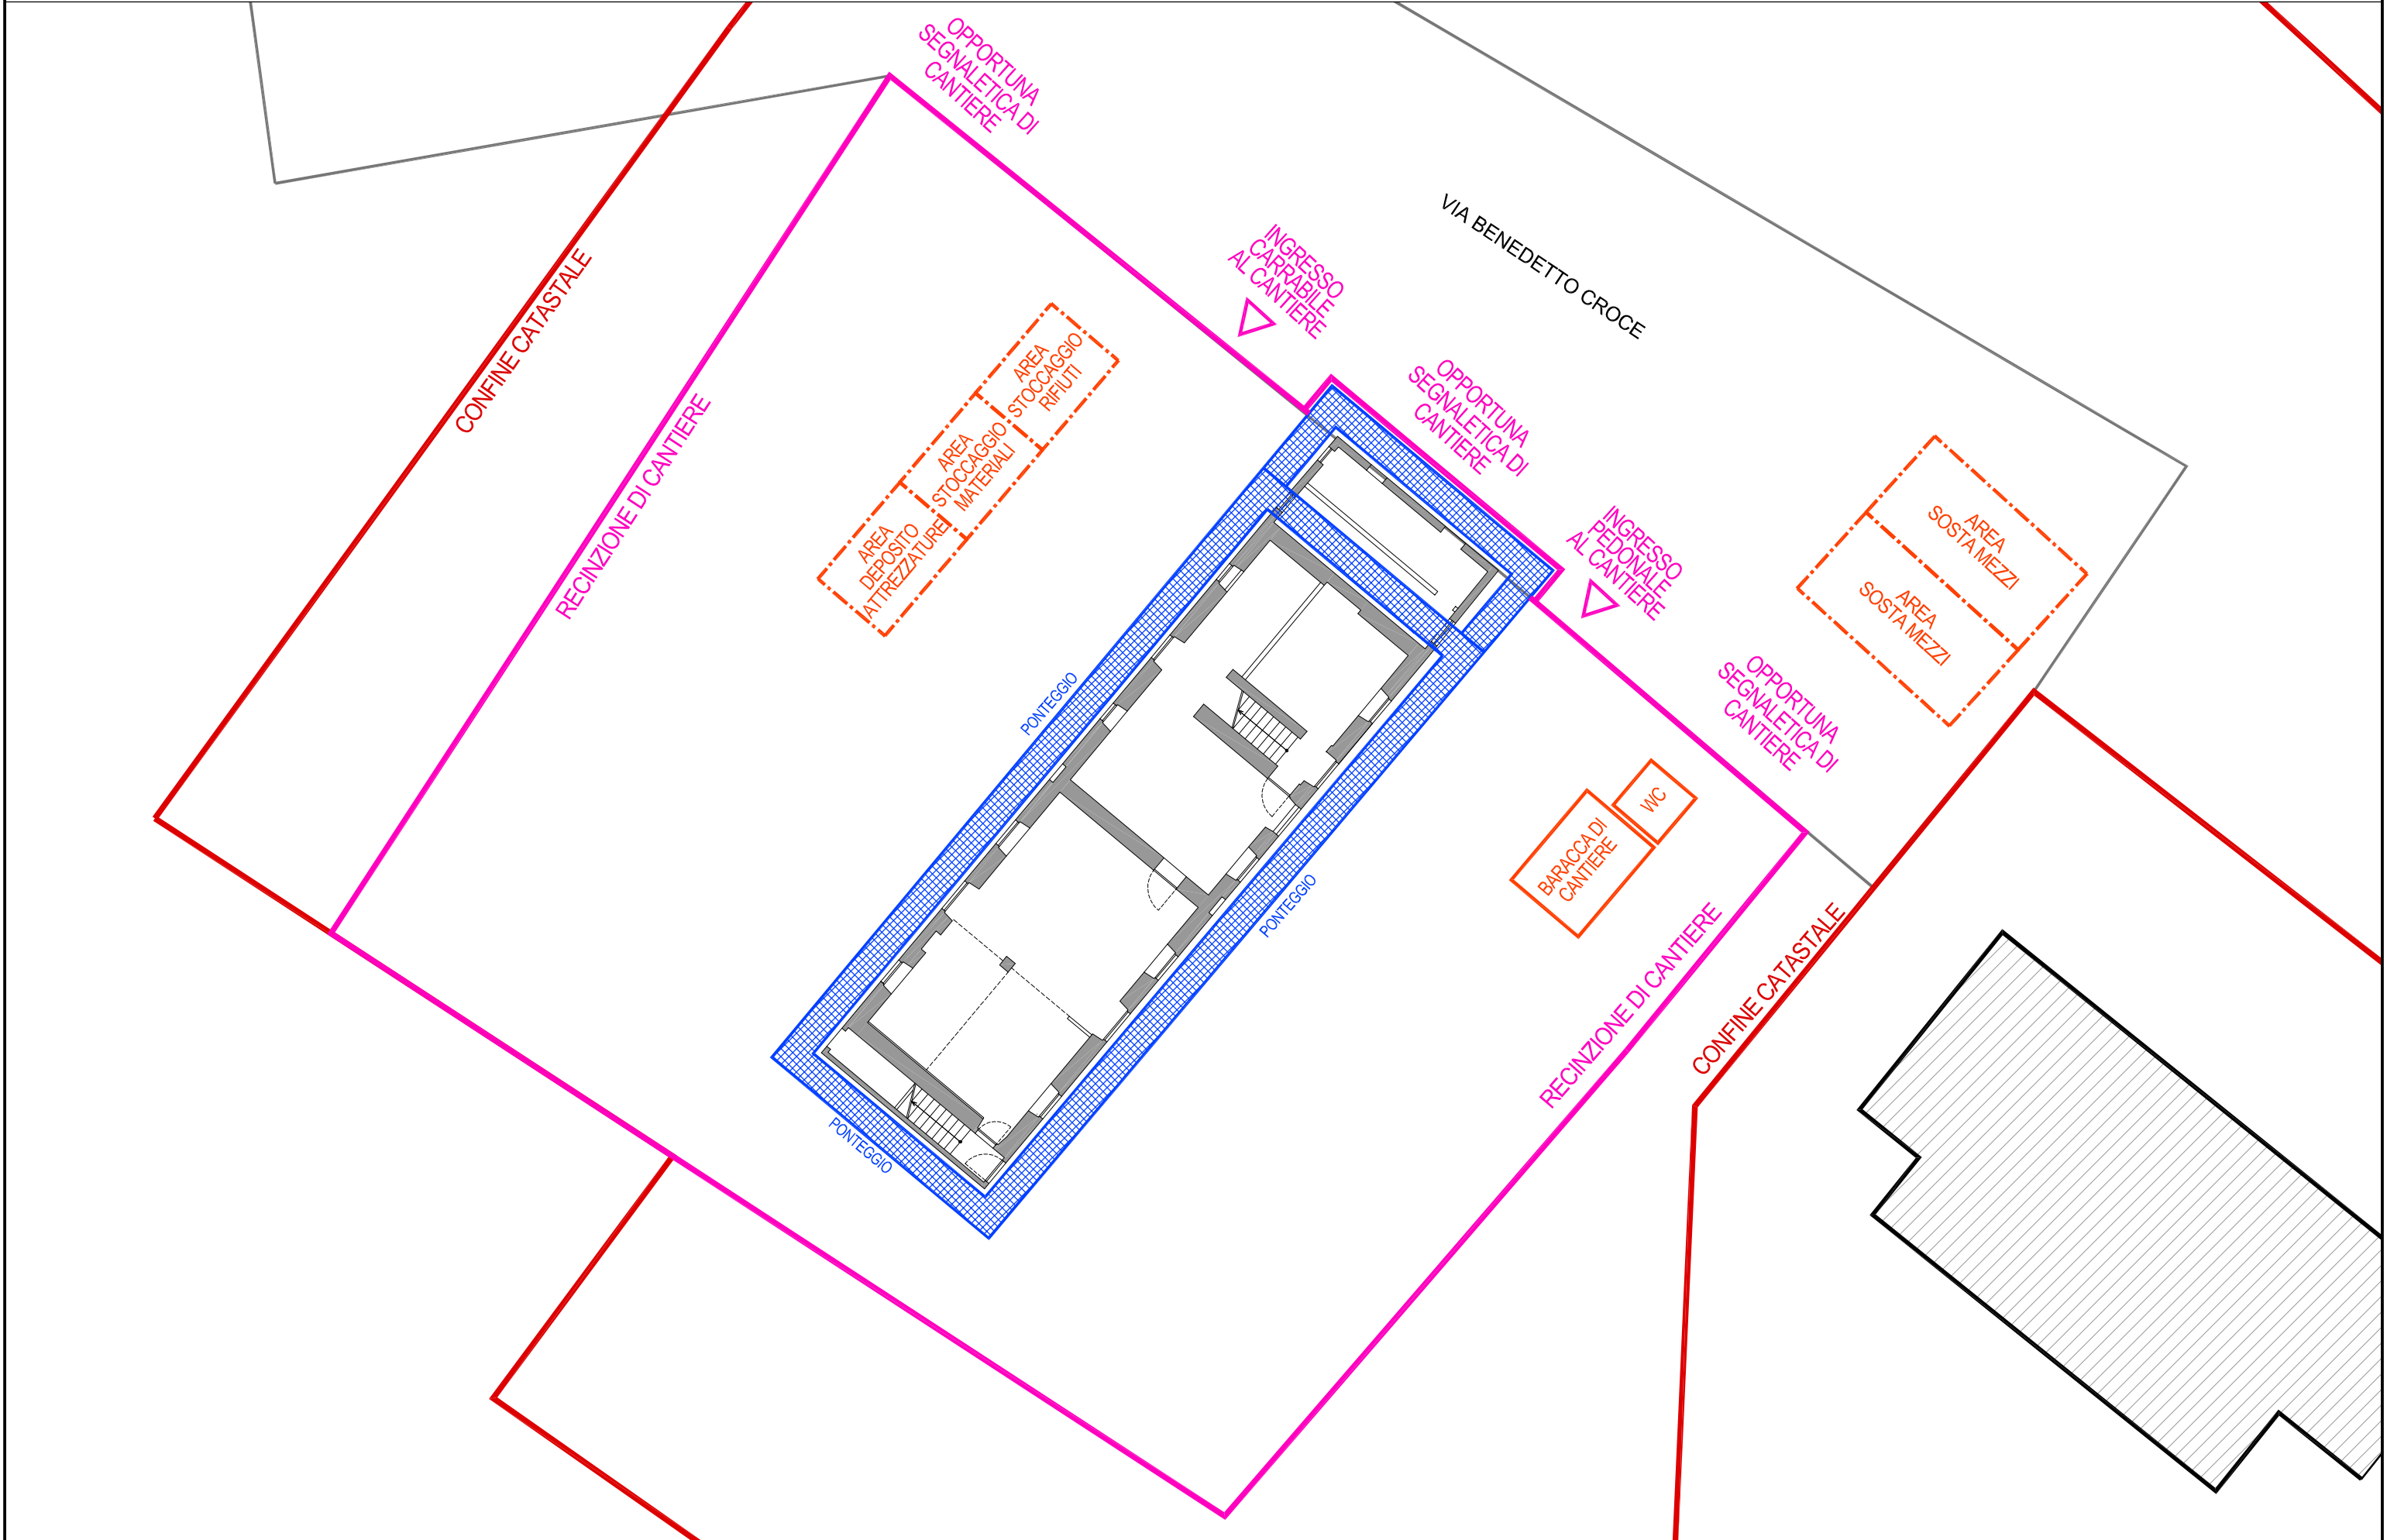 OPPORTUNA
SEGNALETICA DI
CANTIERE
VIA BENEDETTO CROCE
INGRESSO
CARRABILE
AL CANTIERE
CONFINE CATASTALE
RECINZIONE DI CANTIERE
AREA
STOCCAGGIO
RIFIUTI
AREA
STOCCAGGIO
MATERIALI
AREA
DEPOSITO
ATTREZZATURE
OPPORTUNA
SEGNALETICA DI
CANTIERE
INGRESSO
PEDONALE
AL CANTIERE
AREA
SOSTA MEZZI
AREA
SOSTA MEZZI
OPPORTUNA
SEGNALETICA DI
CANTIERE
PONTEGGIO
WC
BARACCA DI
CANTIERE
PONTEGGIO
RECINZIONE DI CANTIERE
CONFINE CATASTALE
PONTEGGIO